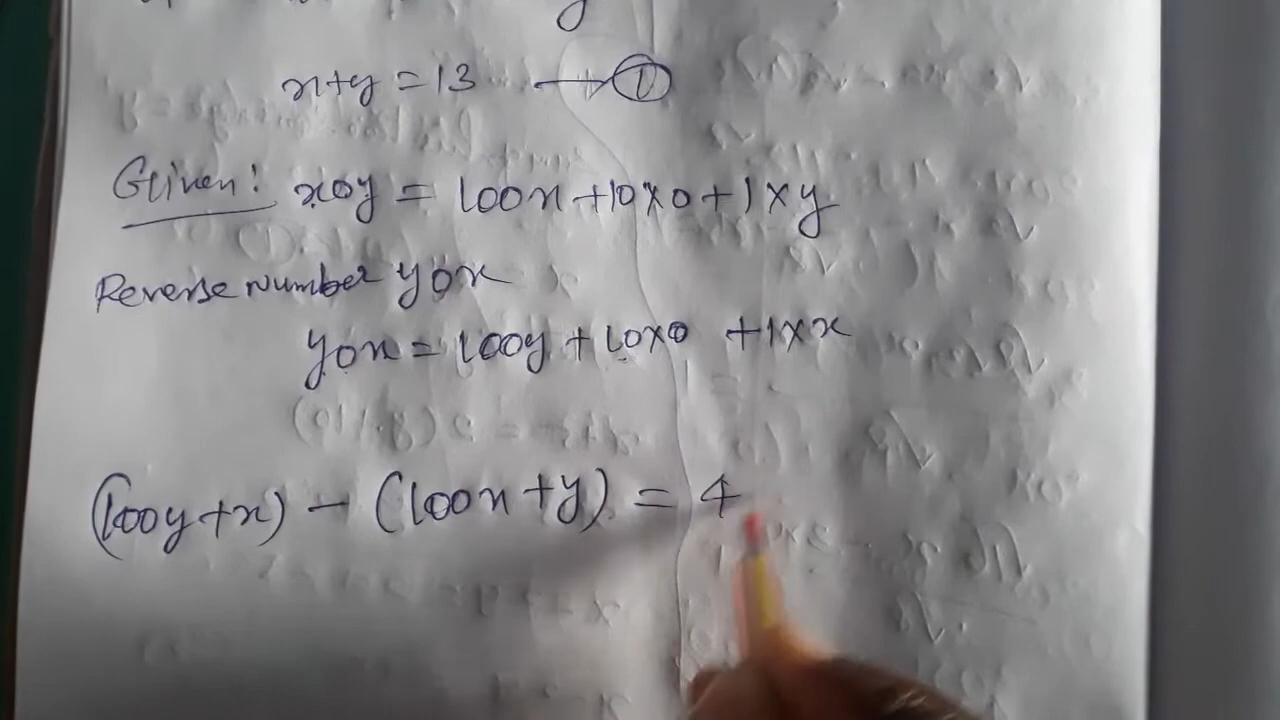 x+y = 13 → ①
Given: x0y = 100x + 10×0 + 1×y
Reverse number y0x
y0x = 100y + 10×0 + 1×x
(100y + x) - (100x + y) = 4